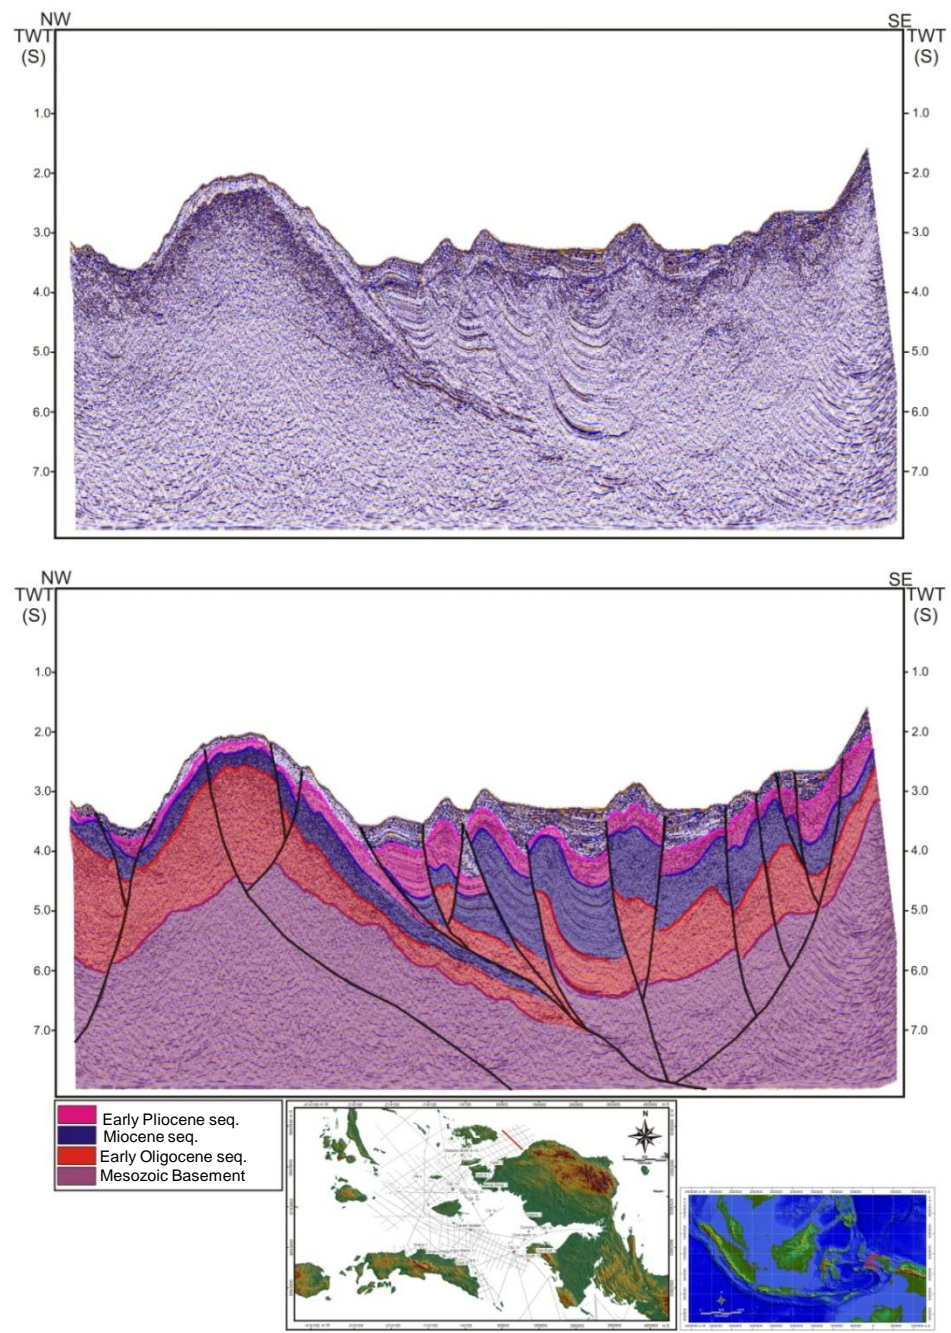 NW SE
TWT TWT
(S) (S)
1.0 1.0
2.0 2.0
3.0 3.0
4.0 4.0
5.0 5.0
6.0 6.0
7.0 7.0
NW SE
TWT TWT
(S) (S)
1.0 1.0
2.0 2.0
3.0 3.0
4.0 4.0
5.0 5.0
6.0 6.0
7.0 7.0
Early Pliocene seq.
Miocene seq.
Early Oligocene seq.
Mesozoic Basement
N